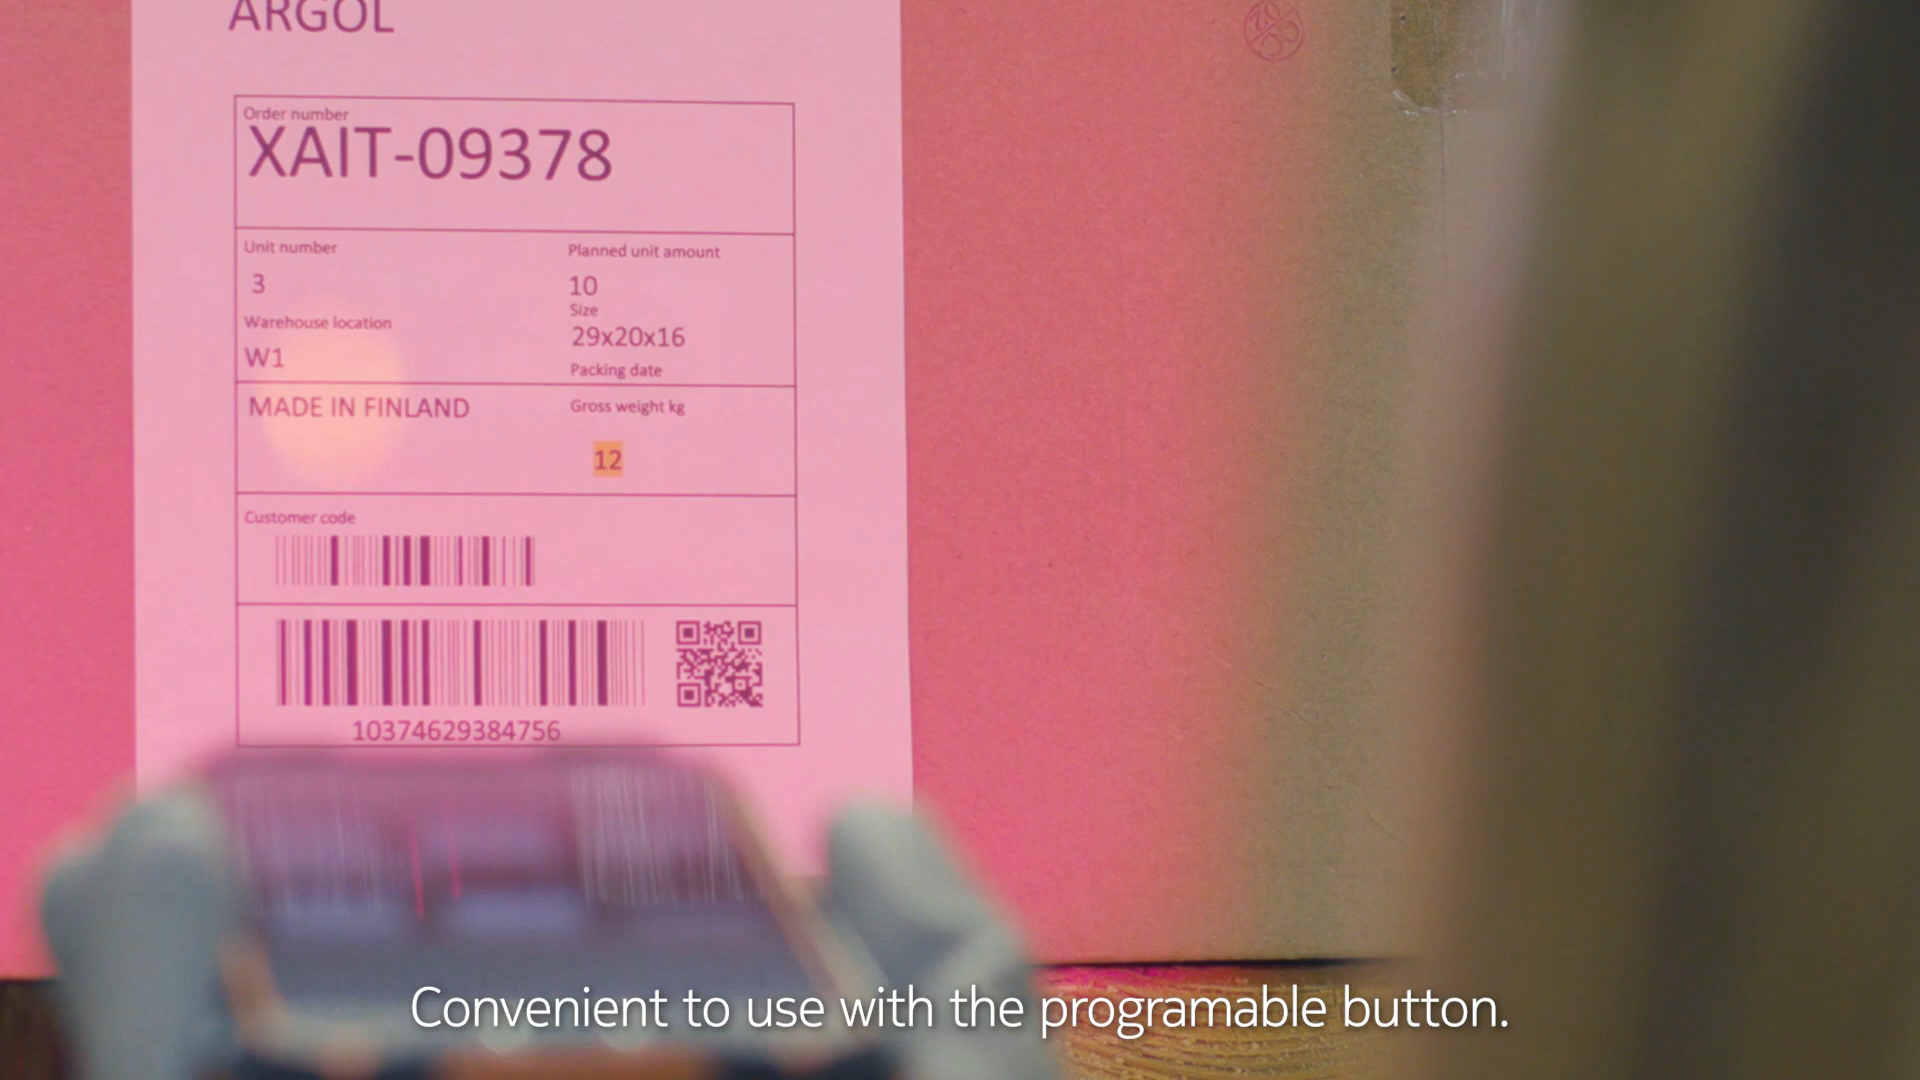 ARGOL
Order number
XAIT-09378
Unit number
3
Planned unit amount
10
Size
29x20x16
Warehouse location
W1
Packing date
MADE IN FINLAND
Gross weight kg
12
Customer code
10374629384756
Convenient to use with the programable button.